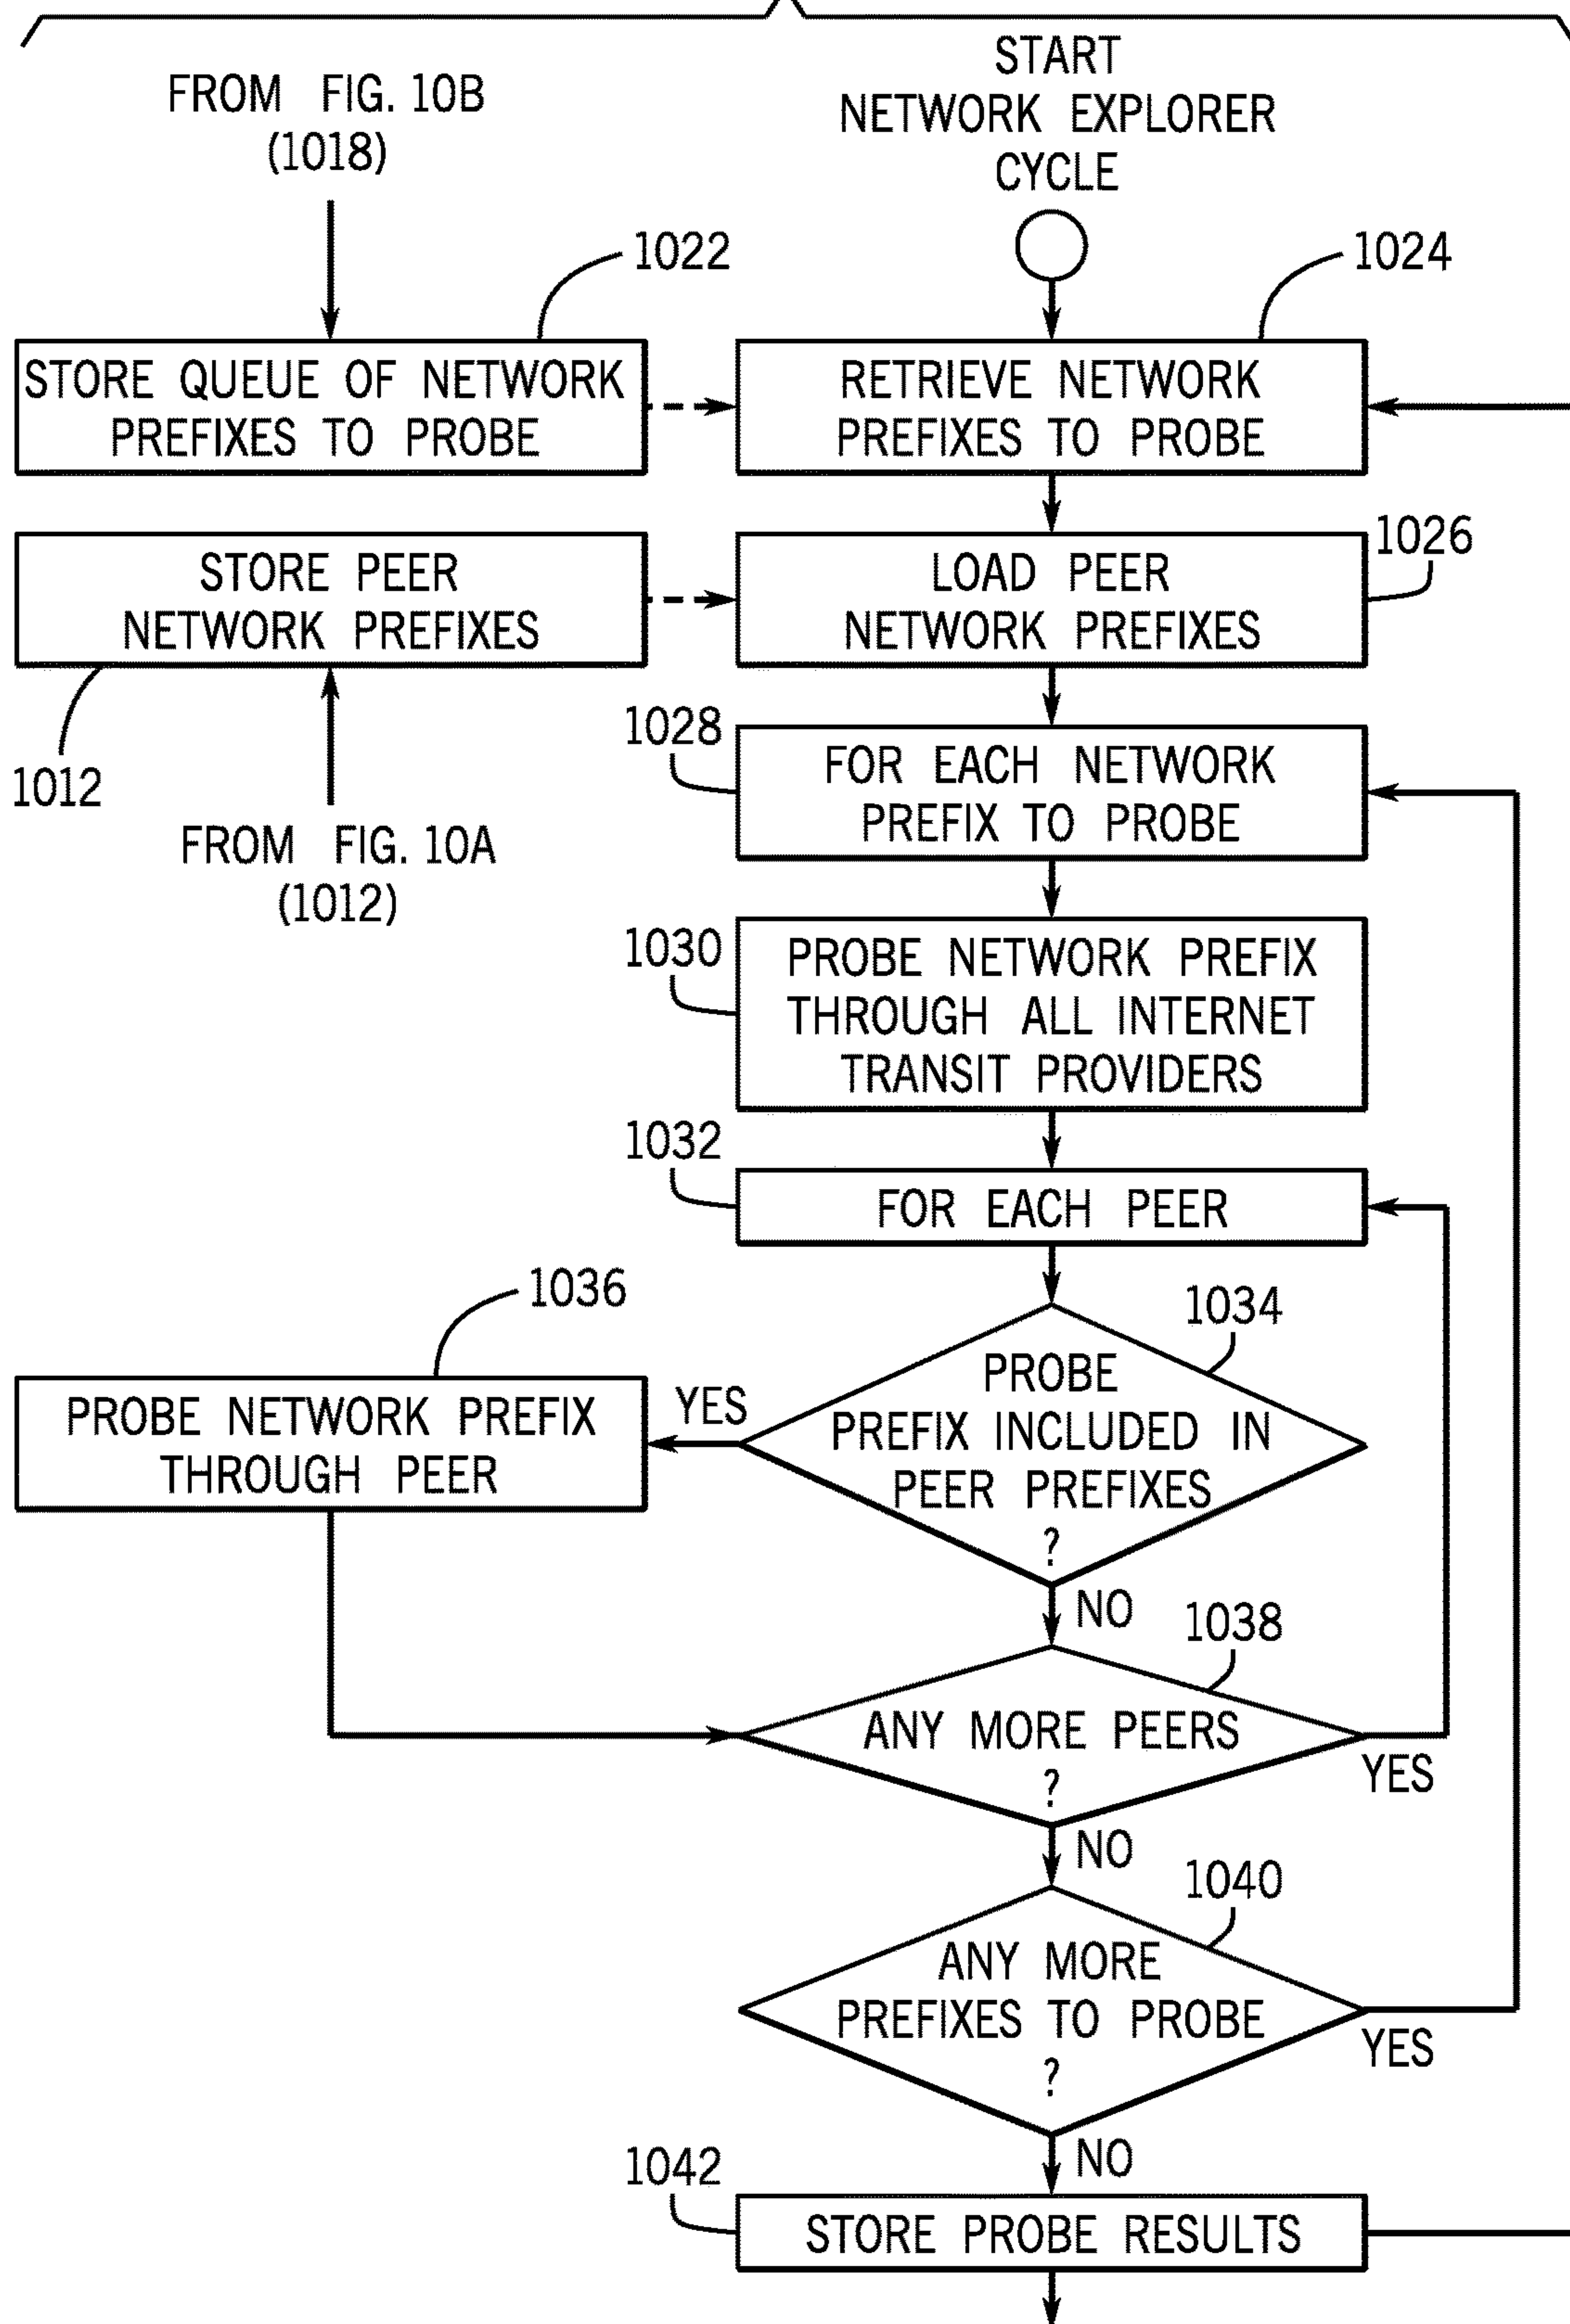 START
NETWORK EXPLORER
CYCLE
FROM FIG. 10B
(1018)
1022
1024
STORE QUEUE OF NETWORK
PREFIXES TO PROBE
RETRIEVE NETWORK
PREFIXES TO PROBE
1026
STORE PEER
NETWORK PREFIXES
LOAD PEER
NETWORK PREFIXES
1012
FROM FIG. 10A
(1012)
1028
FOR EACH NETWORK
PREFIX TO PROBE
1030
PROBE NETWORK PREFIX
THROUGH ALL INTERNET
TRANSIT PROVIDERS
1032
FOR EACH PEER
1034
PROBE
PREFIX INCLUDED IN
PEER PREFIXES
?
YES
1036
PROBE NETWORK PREFIX
THROUGH PEER
NO
1038
ANY MORE PEERS
?
YES
NO
1040
ANY MORE
PREFIXES TO PROBE
?
YES
NO
1042
STORE PROBE RESULTS